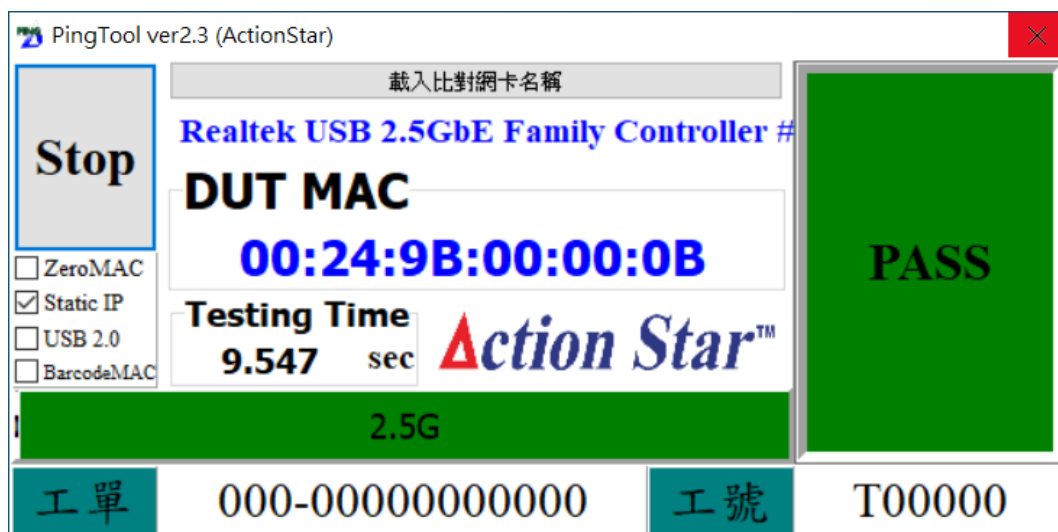 PingTool ver2.3 (ActionStar)
Stop
載入比對網卡名稱
Realtek USB 2.5GbE Family Controller #
DUT MAC
00:24:9B:00:00:0B
PASS
ZeroMAC
Static IP
USB 2.0
BarcodeMAC
Testing Time
9.547 sec
Action Star™
2.5G
工單 000-00000000000 工號 T00000